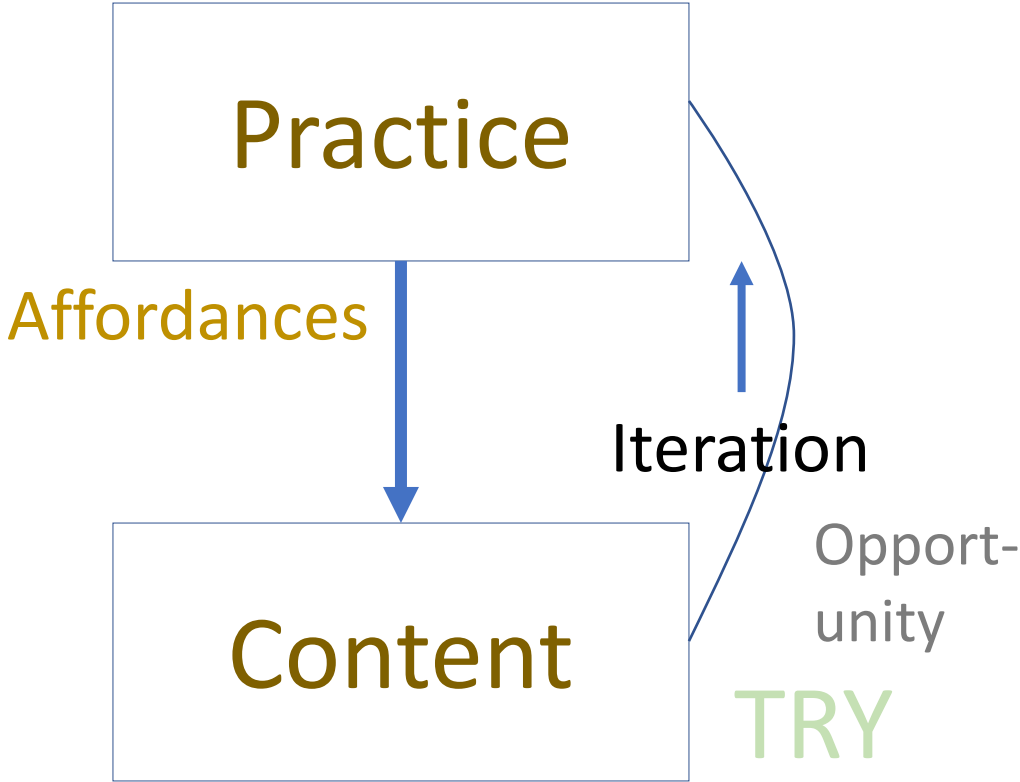 Practice
Affordances
Iteration
Opport-
unity
Content
TRY